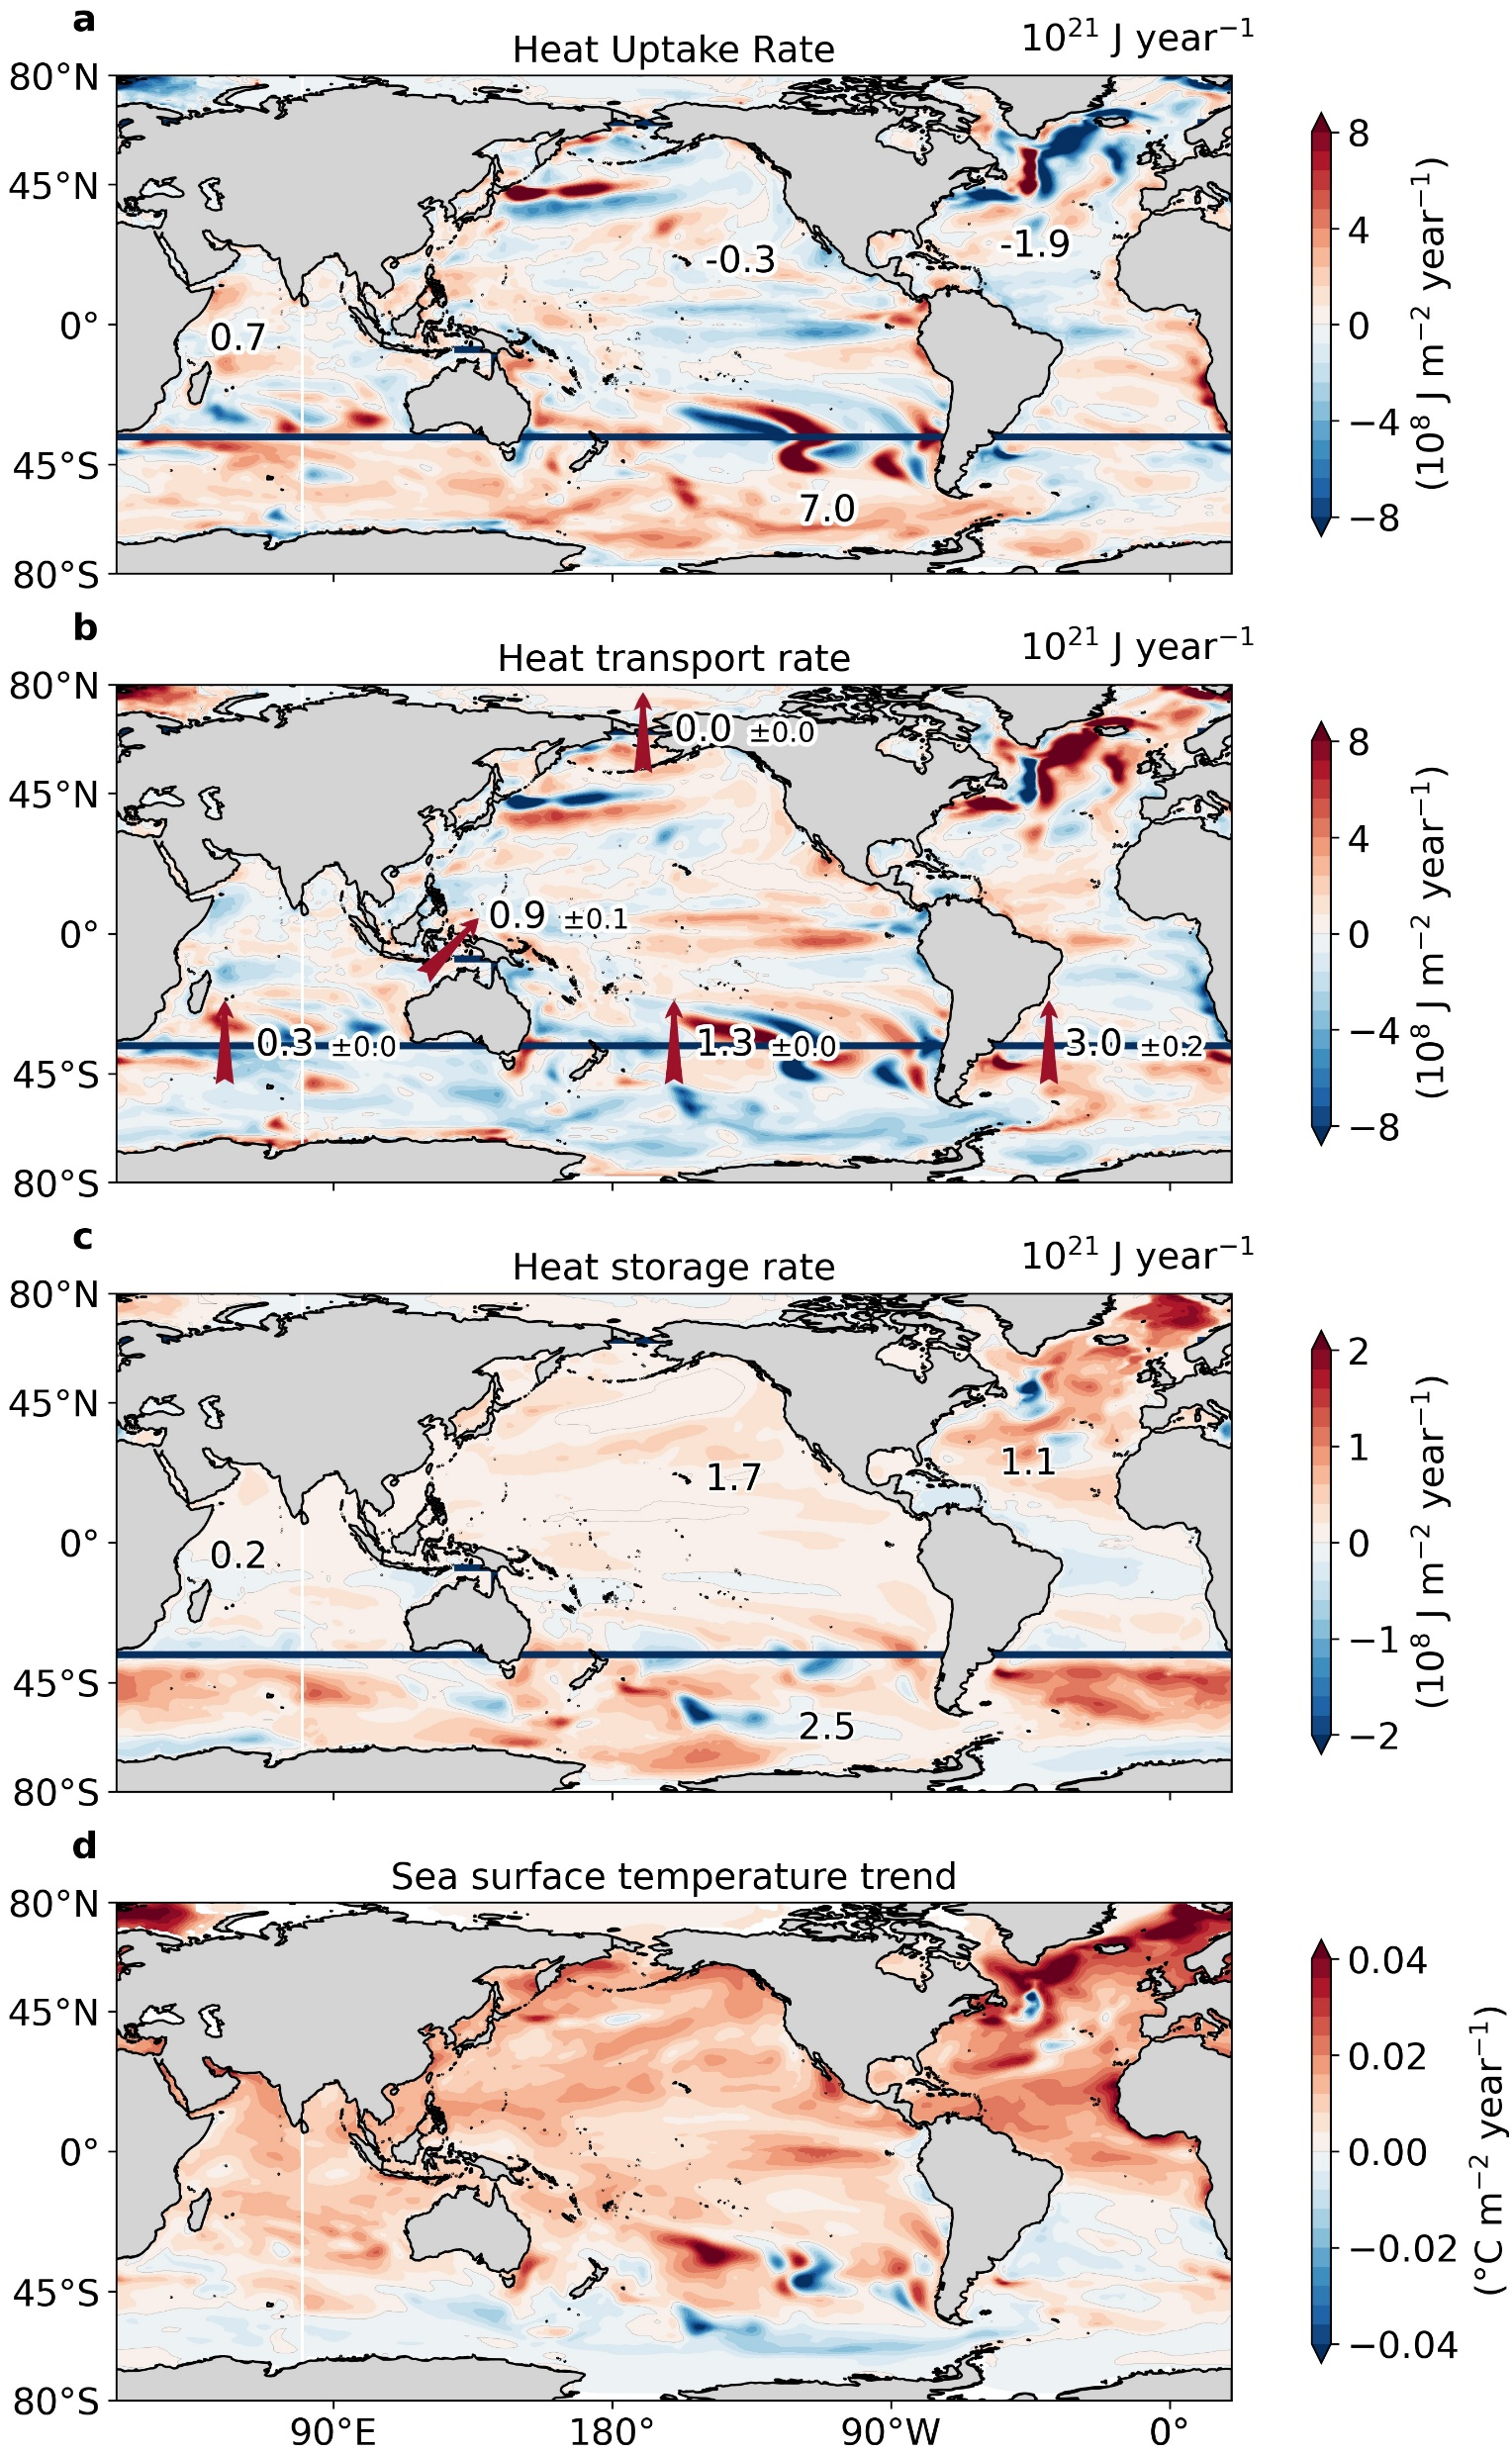 a
Heat Uptake Rate
10²¹ J year⁻¹
80°N
45°N
0°
45°S
80°S
0.7
-0.3
-1.9
7.0
8
4
0
−4
−8
(10⁸ J m⁻² year⁻¹)
b
Heat transport rate
10²¹ J year⁻¹
80°N
45°N
0°
45°S
80°S
0.0 ±0.0
0.9 ±0.1
0.3 ±0.0
1.3 ±0.0
3.0 ±0.2
8
4
0
−4
−8
(10⁸ J m⁻² year⁻¹)
c
Heat storage rate
10²¹ J year⁻¹
80°N
45°N
0°
45°S
80°S
1.7
1.1
0.2
2.5
2
1
0
−1
−2
(10⁸ J m⁻² year⁻¹)
d
Sea surface temperature trend
80°N
45°N
0°
45°S
80°S
90°E
180°
90°W
0°
0.04
0.02
0.00
−0.02
−0.04
(°C m⁻² year⁻¹)